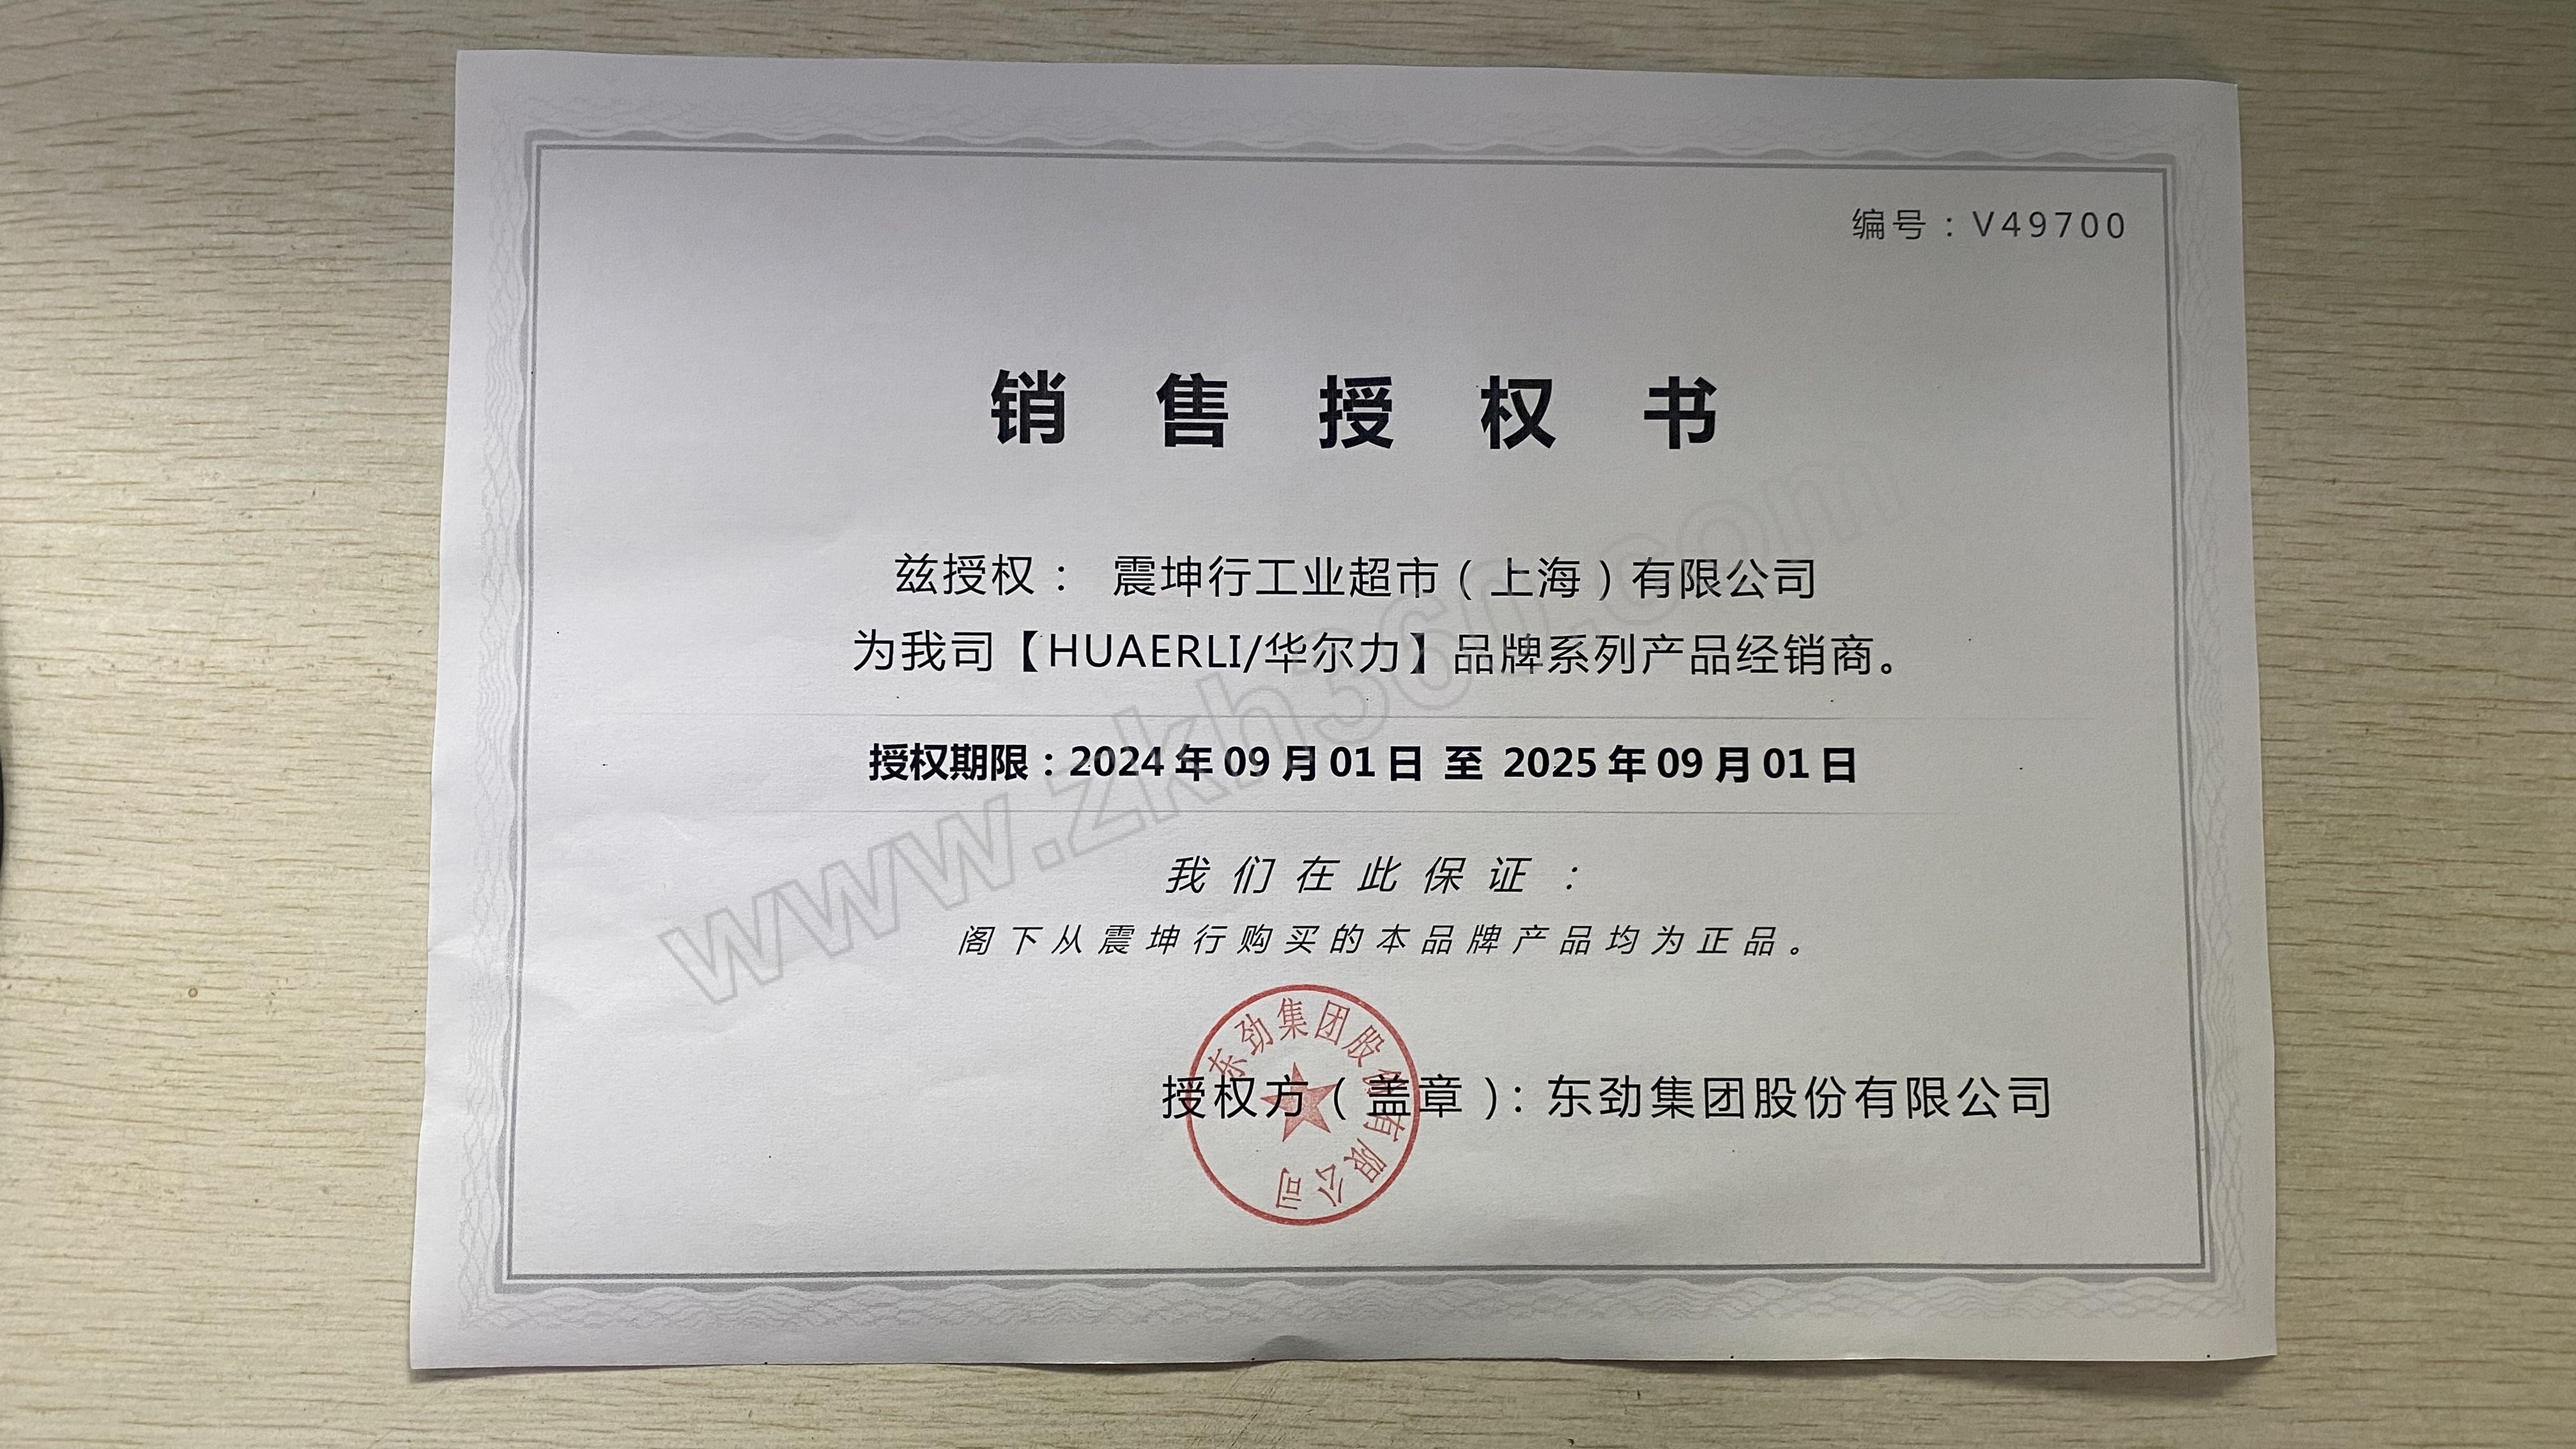 编号：V49700
销售授权书
兹授权： 震坤行工业超市（上海）有限公司
为我司【HUAERLI/华尔力】品牌系列产品经销商。
授权期限：2024年09月01日 至 2025年09月01日
我们在此保证：
阁下从震坤行购买的本品牌产品均为正品。
授权方（盖章）：东劲集团股份有限公司
东劲集团股份有限公司
www.zkh360.com